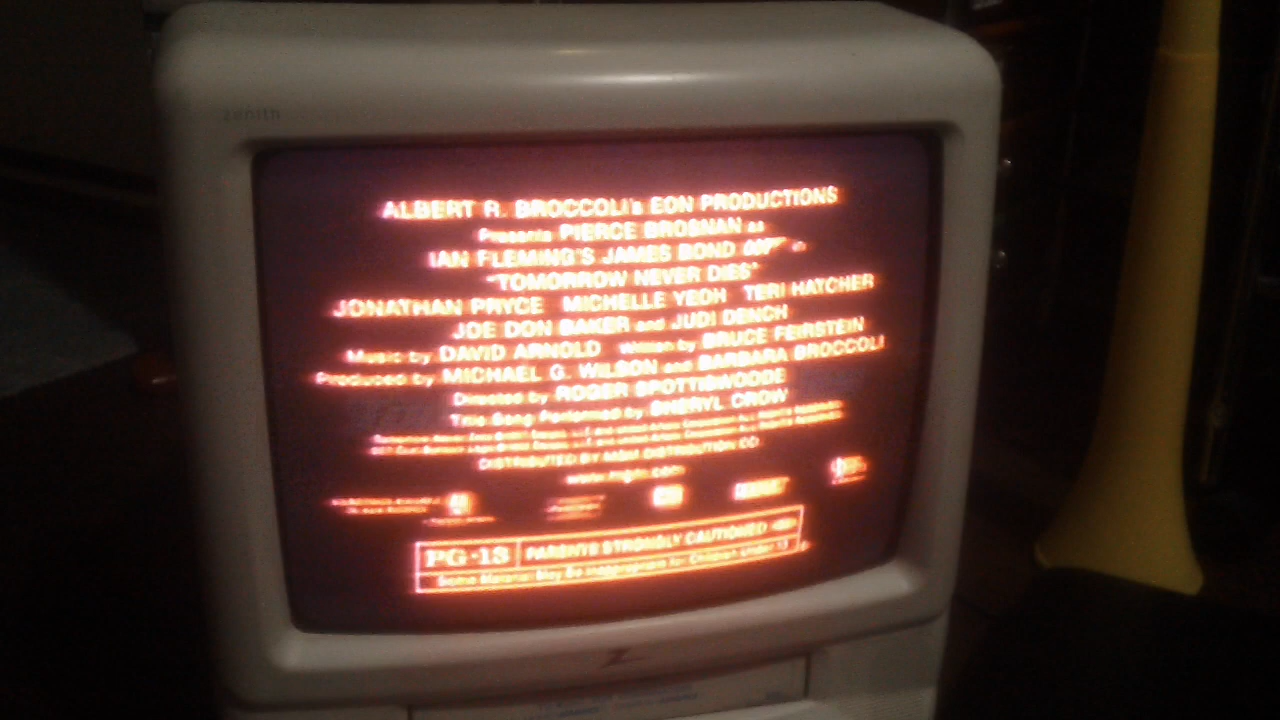 zenith
ALBERT R. BROCCOLI's EON PRODUCTIONS
Presents PIERCE BROSNAN as
IAN FLEMING'S JAMES BOND 007 in
"TOMORROW NEVER DIES"
JONATHAN PRYCE MICHELLE YEOH TERI HATCHER
JOE DON BAKER and JUDI DENCH
Music by DAVID ARNOLD Written by BRUCE FEIRSTEIN
Produced by MICHAEL G. WILSON and BARBARA BROCCOLI
Directed by ROGER SPOTTISWOODE
Title Song Performed by SHERYL CROW
DISTRIBUTED BY MGM DISTRIBUTION CO
www.mgm.com
PG-13 PARENTS STRONGLY CAUTIONED
Some Material May Be Inappropriate for Children Under 13